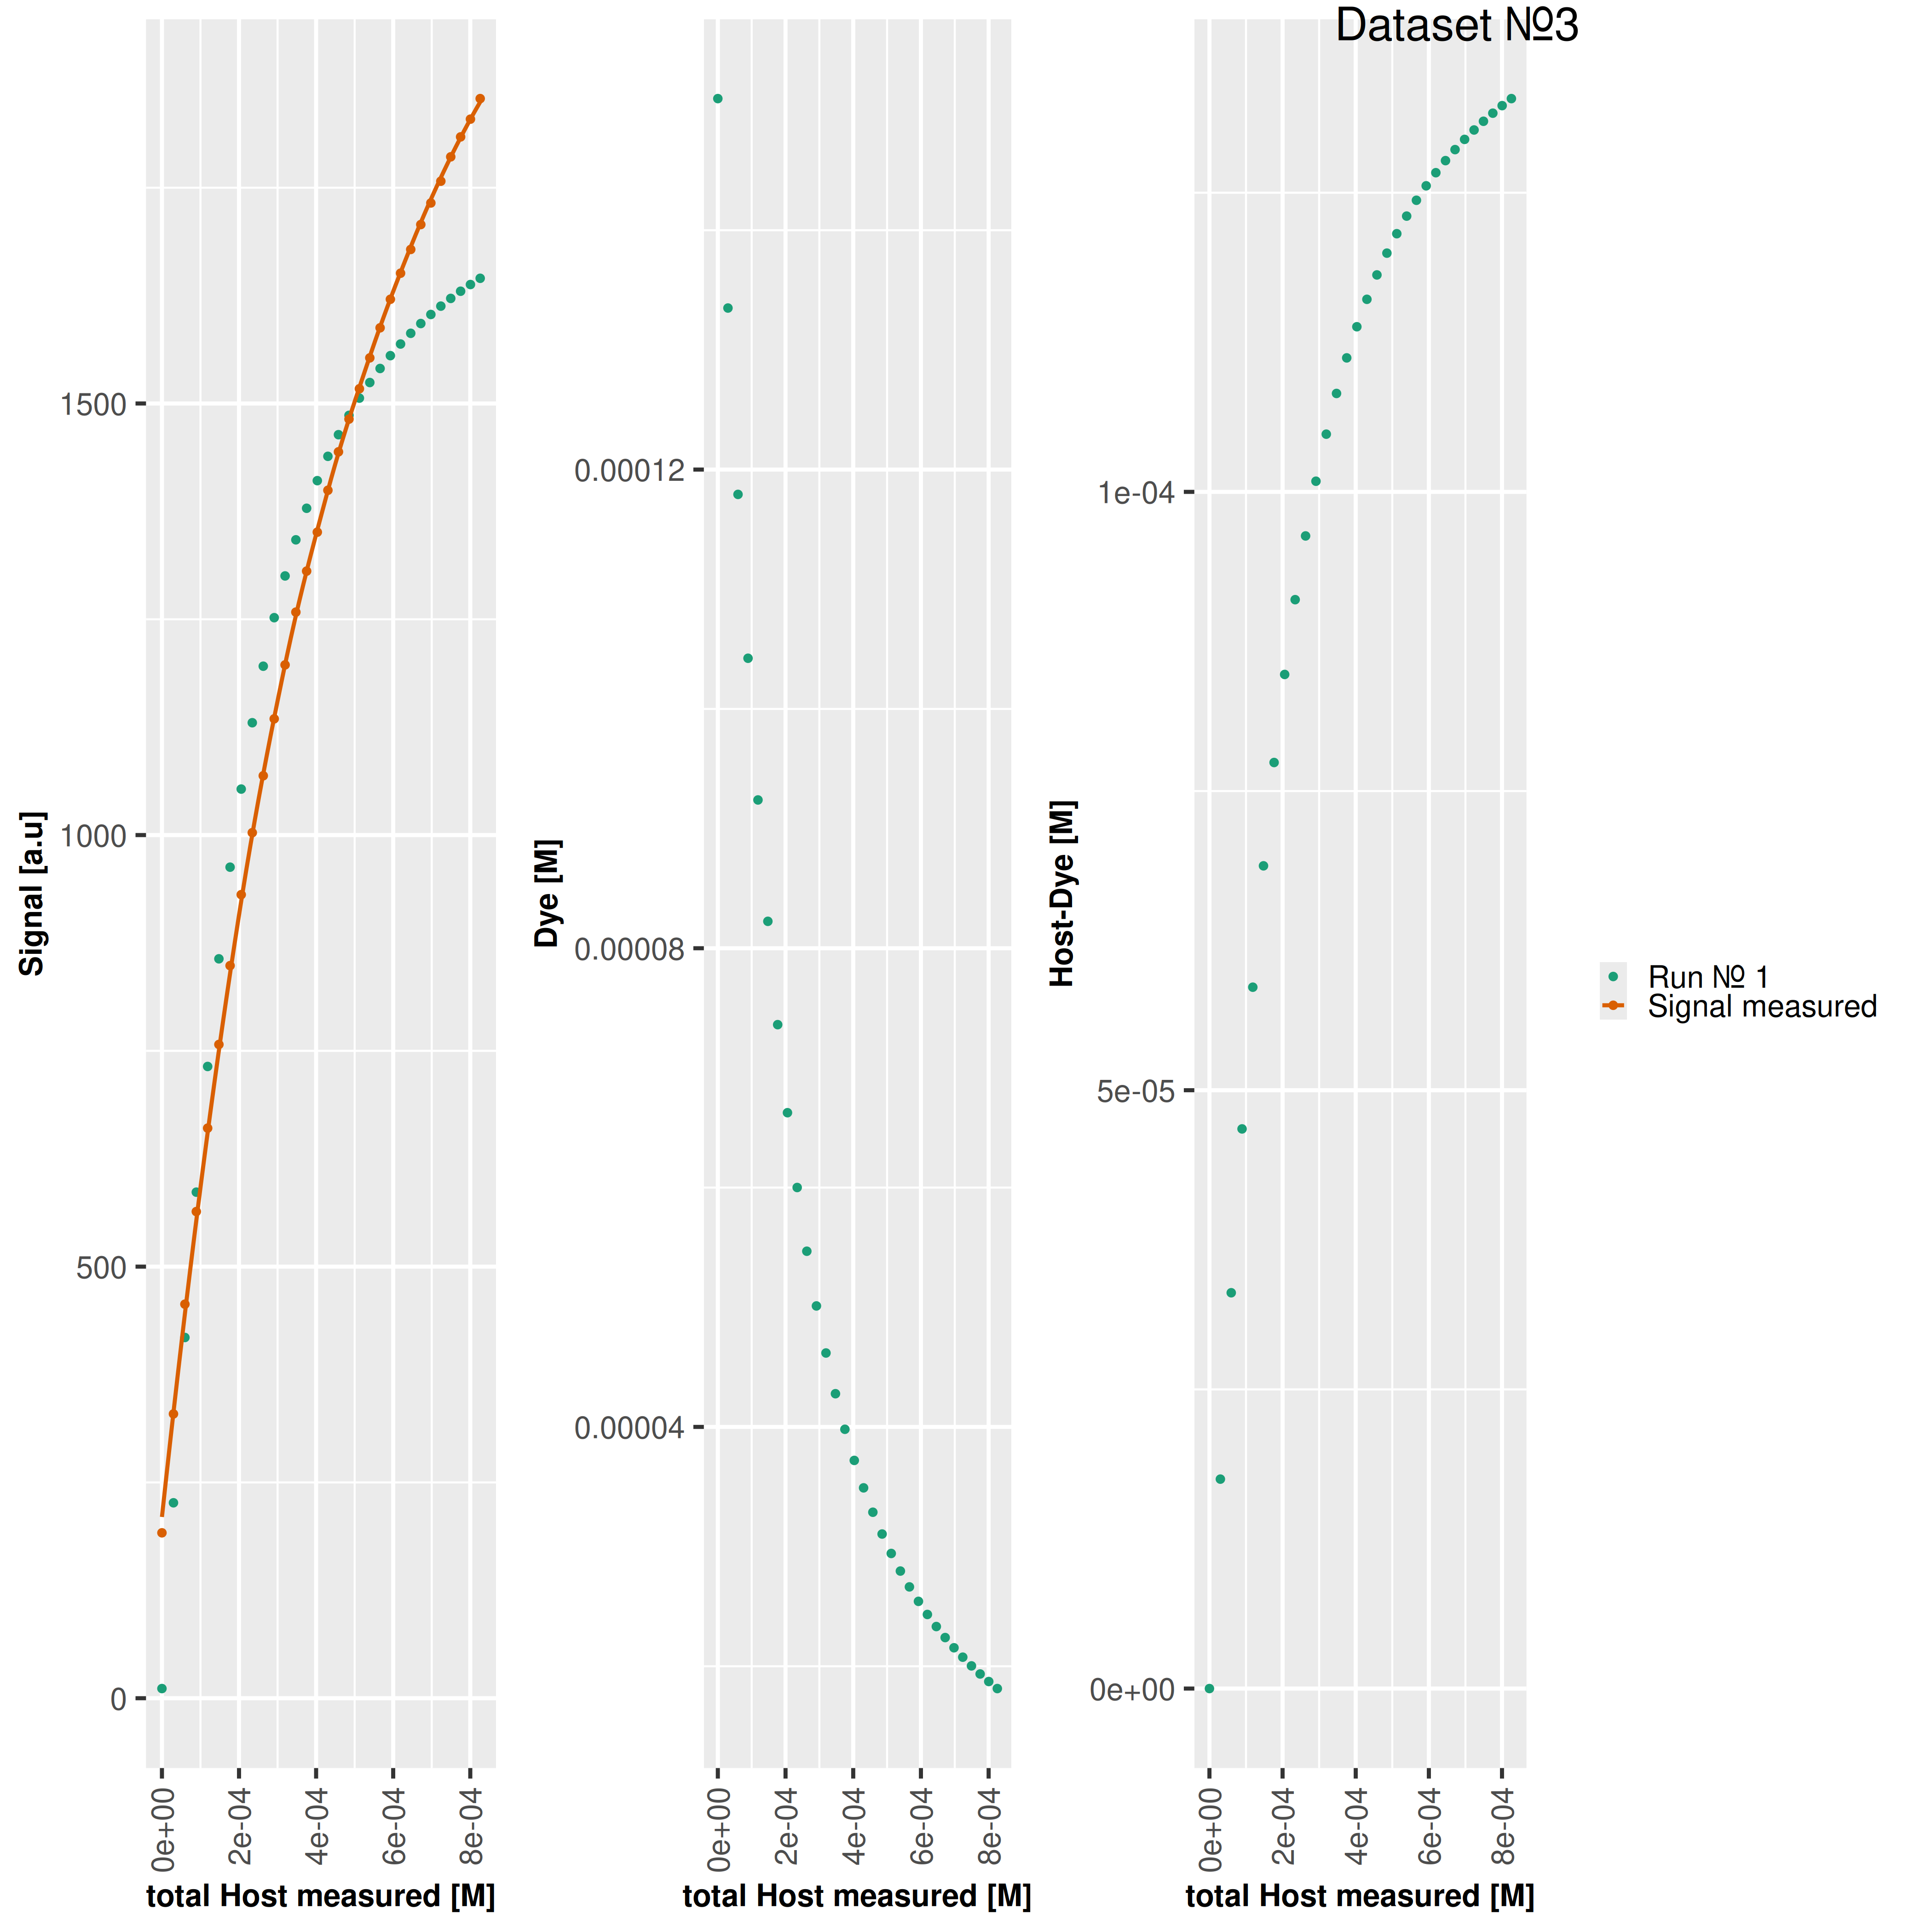 Dataset №3
Signal [a.u]
1500
1000
500
0
0e+00
2e-04
4e-04
6e-04
8e-04
total Host measured [M]
Dye [M]
0.00012
0.00008
0.00004
0e+00
2e-04
4e-04
6e-04
8e-04
total Host measured [M]
Host-Dye [M]
1e-04
5e-05
0e+00
0e+00
2e-04
4e-04
6e-04
8e-04
total Host measured [M]
Run № 1
Signal measured